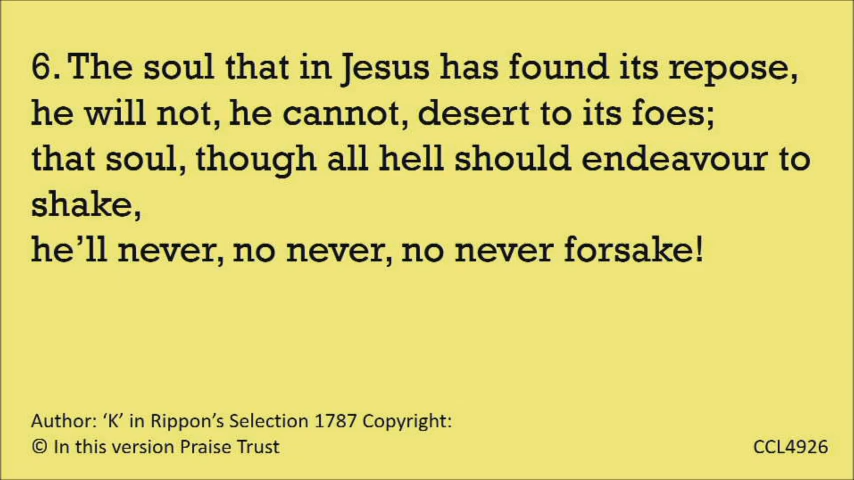 6. The soul that in Jesus has found its repose,
he will not, he cannot, desert to its foes;
that soul, though all hell should endeavour to
shake,
he’ll never, no never, no never forsake!
Author: ‘K’ in Rippon’s Selection 1787 Copyright:
© In this version Praise Trust
CCL4926